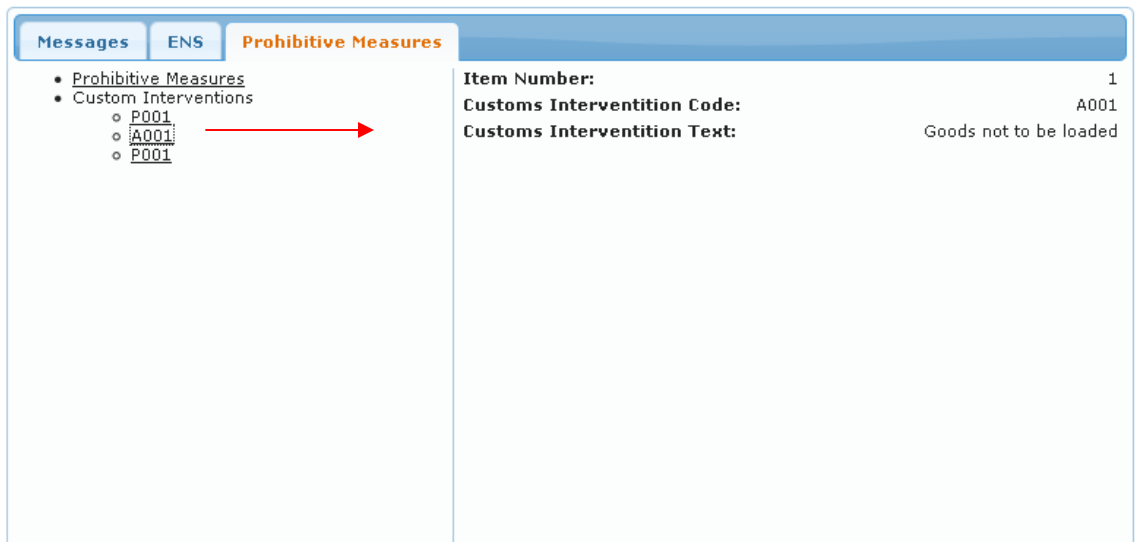 Messages ENS Prohibitive Measures
Prohibitive Measures
Custom Interventions
P001
A001
P001
Item Number: 1
Customs Interventition Code: A001
Customs Interventition Text: Goods not to be loaded